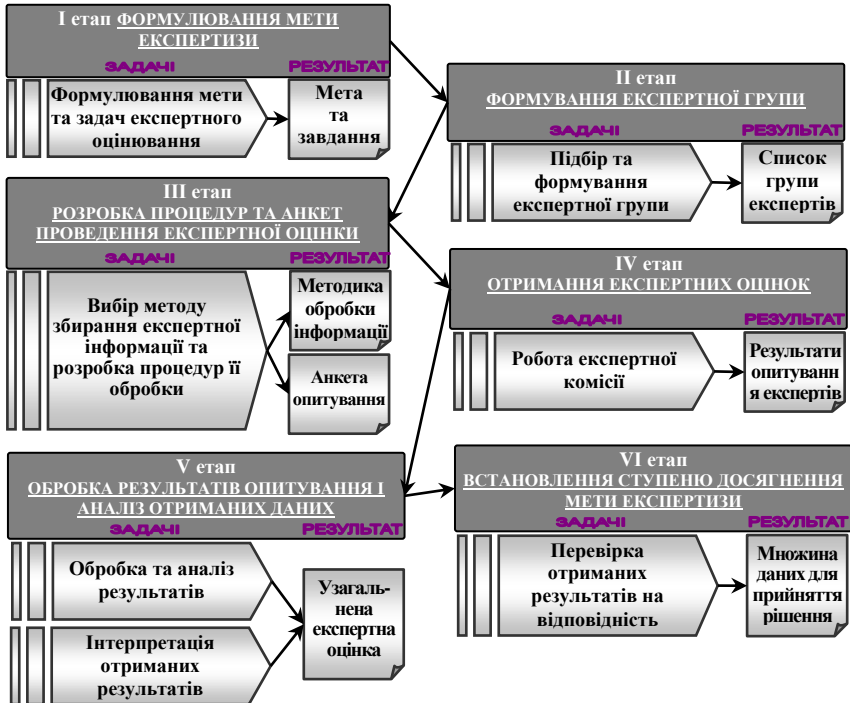 I етап ФОРМУЛЮВАННЯ МЕТИ
ЕКСПЕРТИЗИ
ЗАДАЧІ
РЕЗУЛЬТАТ
Формулювання мети
та задач експертного
оцінювання
Мета
та
завдання
II етап
ФОРМУВАННЯ ЕКСПЕРТНОЇ ГРУПИ
ЗАДАЧІ
РЕЗУЛЬТАТ
Підбір та
формування
експертної групи
Список
групи
експертів
III етап
РОЗРОБКА ПРОЦЕДУР ТА АНКЕТ
ПРОВЕДЕННЯ ЕКСПЕРТНОЇ ОЦІНКИ
ЗАДАЧІ
РЕЗУЛЬТАТ
Вибір методу
збирання експертної
інформації та
розробка процедур її
обробки
Методика
обробки
інформації
Анкета
опитування
IV етап
ОТРИМАННЯ ЕКСПЕРТНИХ ОЦІНОК
ЗАДАЧІ
РЕЗУЛЬТАТ
Робота експертної
комісії
Результати
опитуванн
я експертів
V етап
ОБРОБКА РЕЗУЛЬТАТІВ ОПИТУВАННЯ І
АНАЛІЗ ОТРИМАНИХ ДАНИХ
ЗАДАЧІ
РЕЗУЛЬТАТ
Обробка та аналіз
результатів
Інтерпретація
отриманих
результатів
Узагаль-
нена
експертна
оцінка
VI етап
ВСТАНОВЛЕННЯ СТУПЕНЮ ДОСЯГНЕННЯ
МЕТИ ЕКСПЕРТИЗИ
ЗАДАЧІ
РЕЗУЛЬТАТ
Перевірка
отриманих
результатів на
відповідність
Множина
даних для
прийняття
рішення